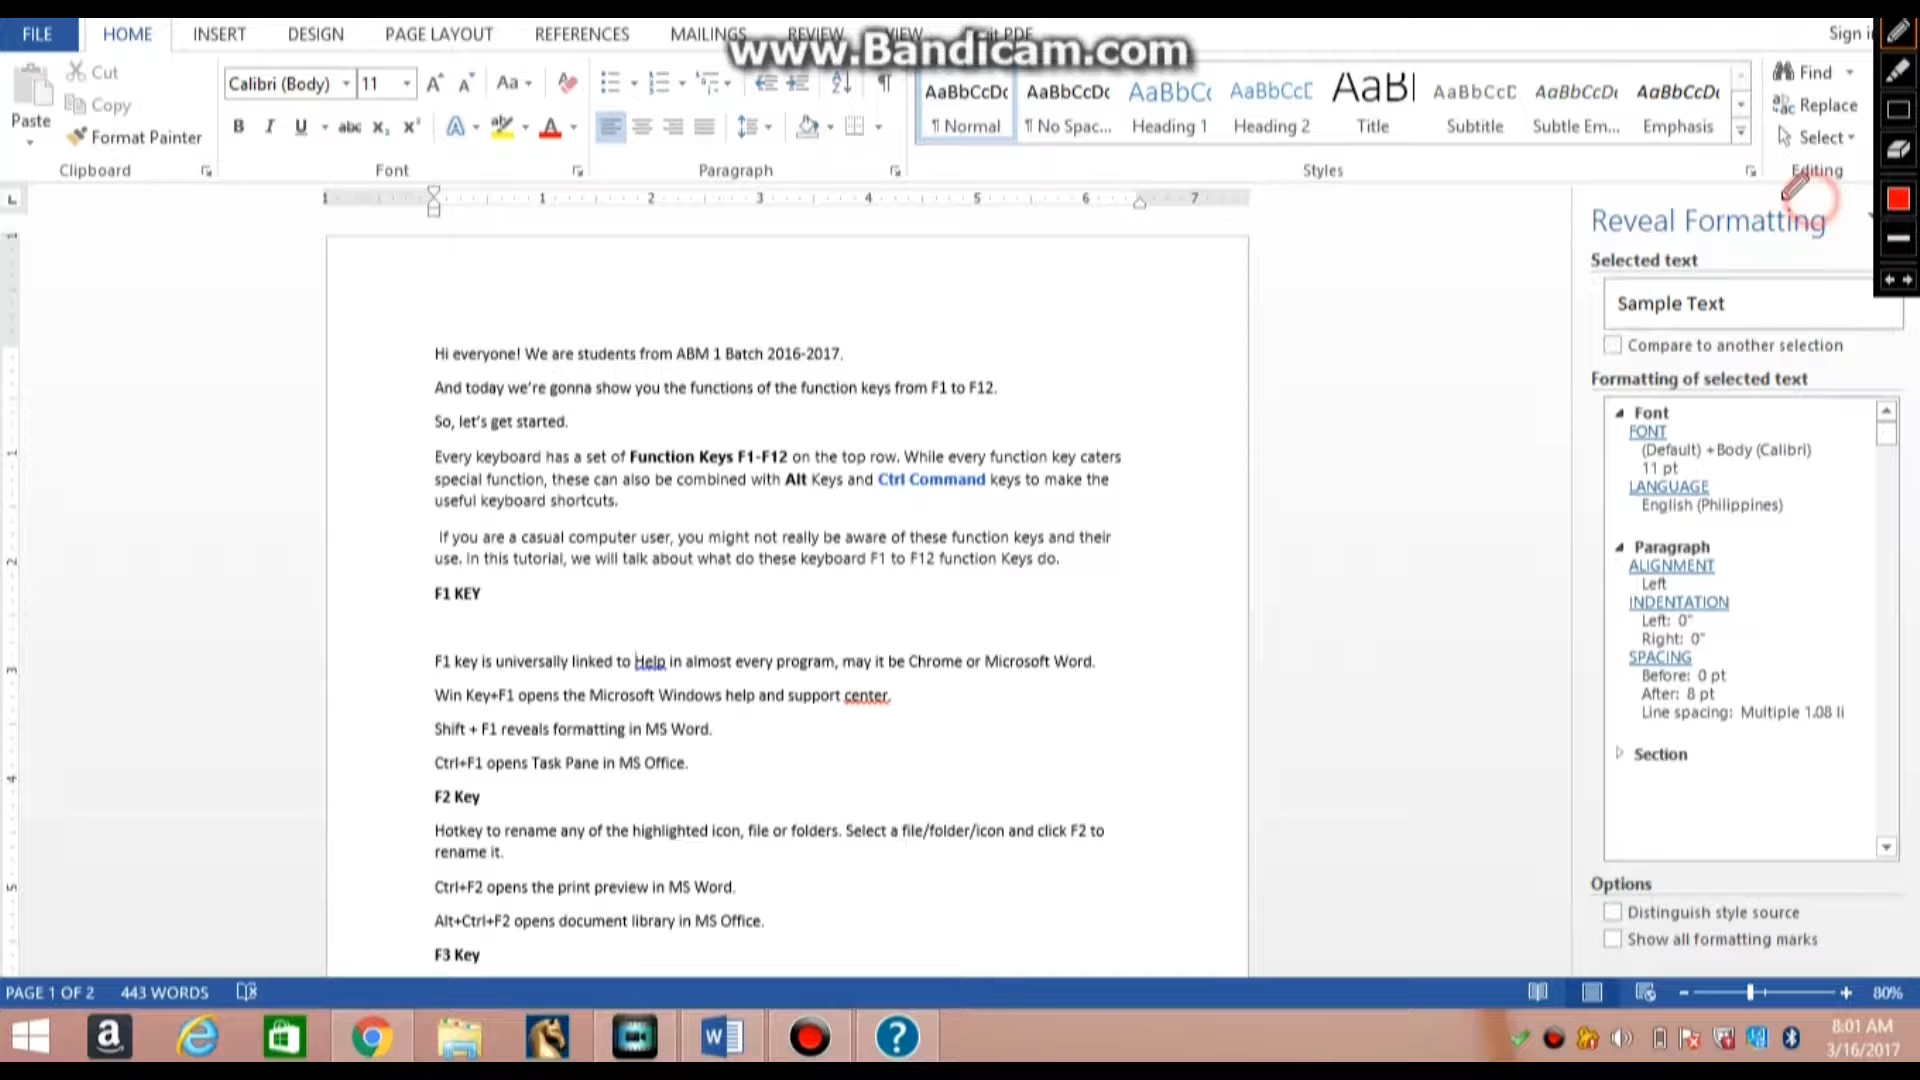 FILE HOME INSERT DESIGN PAGE LAYOUT REFERENCES MAILINGS REVIEW VIEW PDF Sign i
www.Bandicam.com
Cut
Copy
Paste
Format Painter
Clipboard
Calibri (Body) 11
Font
Paragraph
AaBbCcDc AaBbCcDc AaBbC AaBbCcD AaB AaBbCcD AaBbCcDc AaBbCcDc
¶ Normal ¶ No Spac... Heading 1 Heading 2 Title Subtitle Subtle Em... Emphasis
Styles
Find
Replace
Select
Editing
1 1 2 3 4 5 6 7
Hi everyone! We are students from ABM 1 Batch 2016-2017.
And today we're gonna show you the functions of the function keys from F1 to F12.
So, let's get started.
Every keyboard has a set of Function Keys F1-F12 on the top row. While every function key caters
special function, these can also be combined with Alt Keys and Ctrl Command keys to make the
useful keyboard shortcuts.
If you are a casual computer user, you might not really be aware of these function keys and their
use. In this tutorial, we will talk about what do these keyboard F1 to F12 function Keys do.
F1 KEY
F1 key is universally linked to Help in almost every program, may it be Chrome or Microsoft Word.
Win Key+F1 opens the Microsoft Windows help and support center.
Shift + F1 reveals formatting in MS Word.
Ctrl+F1 opens Task Pane in MS Office.
F2 Key
Hotkey to rename any of the highlighted icon, file or folders. Select a file/folder/icon and click F2 to
rename it.
Ctrl+F2 opens the print preview in MS Word.
Alt+Ctrl+F2 opens document library in MS Office.
F3 Key
Reveal Formatting
Selected text
Sample Text
Compare to another selection
Formatting of selected text
Font
FONT
(Default) +Body (Calibri)
11 pt
LANGUAGE
English (Philippines)
Paragraph
ALIGNMENT
Left
INDENTATION
Left: 0"
Right: 0"
SPACING
Before: 0 pt
After: 8 pt
Line spacing: Multiple 1.08 li
Section
Options
Distinguish style source
Show all formatting marks
PAGE 1 OF 2 443 WORDS 80%
8:01 AM
3/16/2017